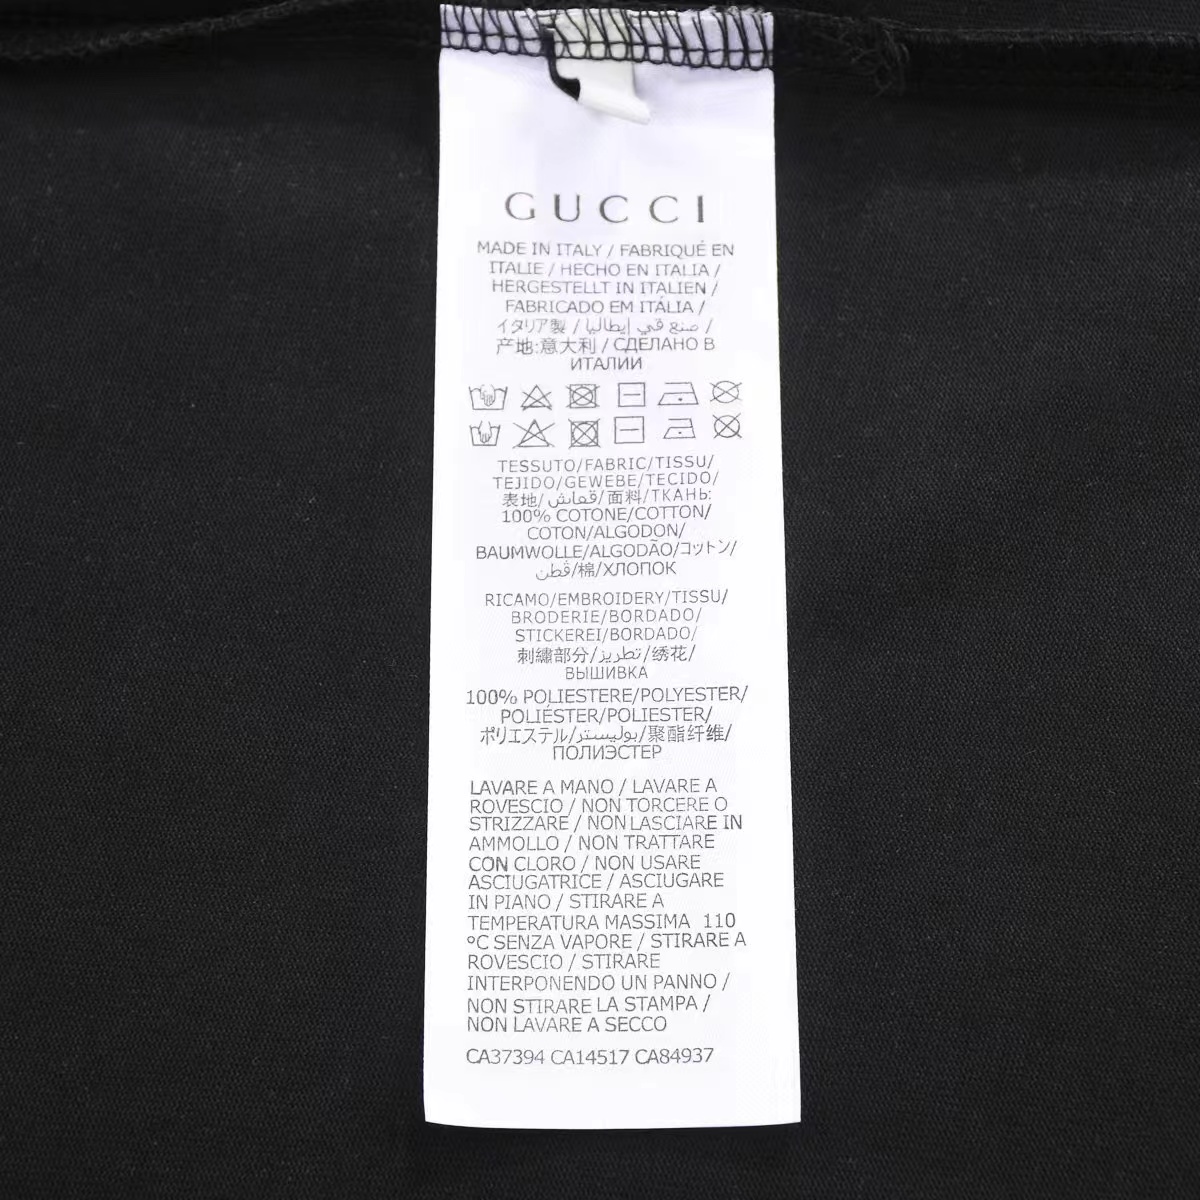 GUCCI
MADE IN ITALY / FABRIQUÉ EN
ITALIE / HECHO EN ITALIA /
HERGESTELLT IN ITALIEN /
FABRICADO EM ITÁLIA /
イタリア製 / صنع في إيطاليا /
产地:意大利 / СДЕЛАНО В
ИТАЛИИ
TESSUTO/FABRIC/TISSU/
TEJIDO/GEWEBE/TECIDO/
表地/قماش/面料/ТКАНЬ:
100% COTONE/COTTON/
COTON/ALGODON/
BAUMWOLLE/ALGODÃO/コットン/
قطن/棉/ХЛОПОК
RICAMO/EMBROIDERY/TISSU/
BRODERIE/BORDADO/
STICKEREI/BORDADO/
刺繍部分/تطريز/绣花/
ВЫШИВКА
100% POLIESTERE/POLYESTER/
POLIÉSTER/POLIESTER/
ポリエステル/بوليستر/聚酯纤维/
ПОЛИЭСТЕР
LAVARE A MANO / LAVARE A
ROVESCIO / NON TORCERE O
STRIZZARE / NON LASCIARE IN
AMMOLLO / NON TRATTARE
CON CLORO / NON USARE
ASCIUGATRICE / ASCIUGARE
IN PIANO / STIRARE A
TEMPERATURA MASSIMA 110
°C SENZA VAPORE / STIRARE A
ROVESCIO / STIRARE
INTERPONENDO UN PANNO /
NON STIRARE LA STAMPA /
NON LAVARE A SECCO
CA37394 CA14517 CA84937